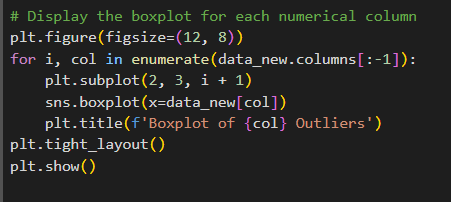 # Display the boxplot for each numerical column
plt.figure(figsize=(12, 8))
for i, col in enumerate(data_new.columns[:-1]):
    plt.subplot(2, 3, i + 1)
    sns.boxplot(x=data_new[col])
    plt.title(f'Boxplot of {col} Outliers')
plt.tight_layout()
plt.show()